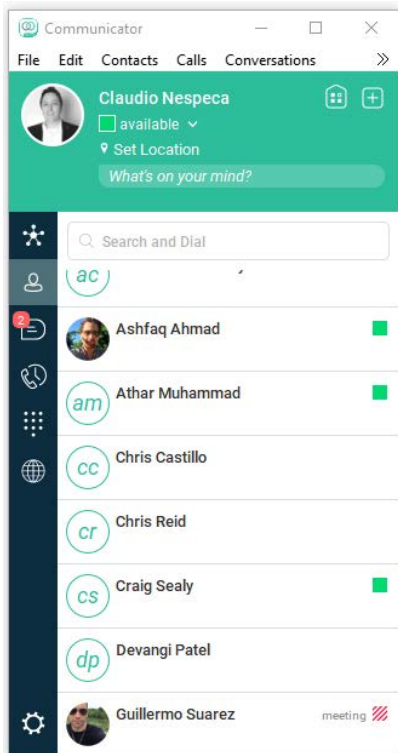 Communicator
File Edit Contacts Calls Conversations »
Claudio Nespeca
available
Set Location
What's on your mind?
Search and Dial
ac
Ashfaq Ahmad
2
am
Athar Muhammad
cc
Chris Castillo
cr
Chris Reid
cs
Craig Sealy
dp
Devangi Patel
Guillermo Suarez meeting